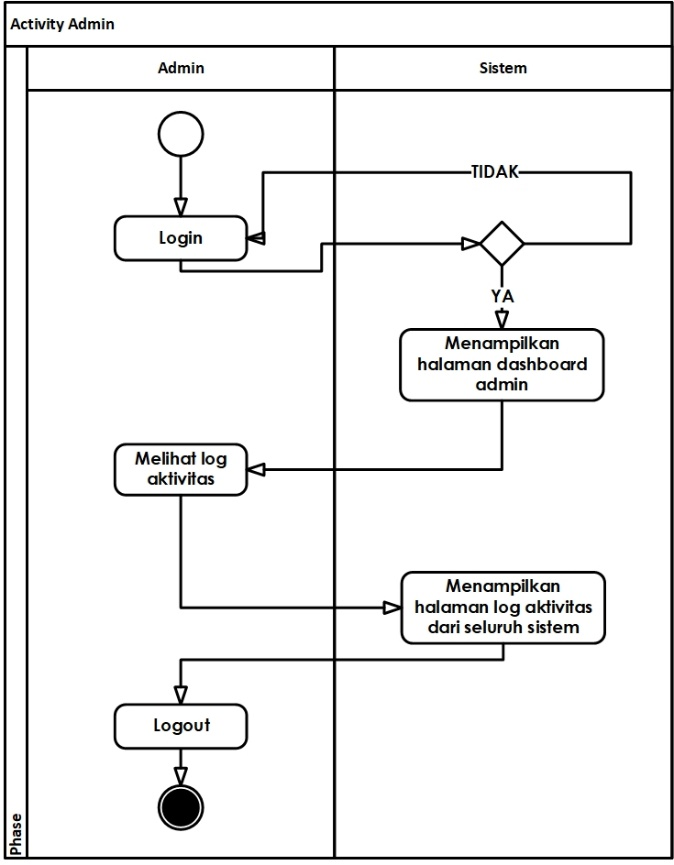 Activity Admin
Admin
Sistem
TIDAK
Login
YA
Menampilkan
halaman dashboard
admin
Melihat log
aktivitas
Menampilkan
halaman log aktivitas
dari seluruh sistem
Logout
Phase